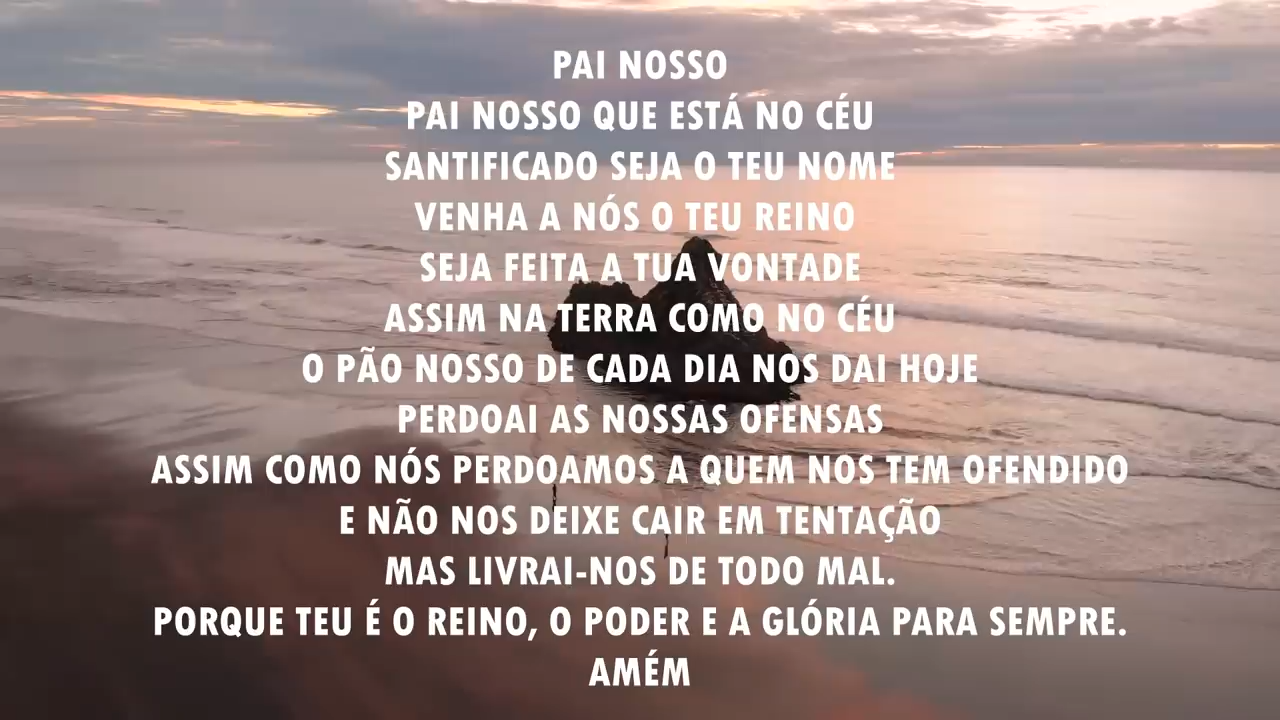 PAI NOSSO
PAI NOSSO QUE ESTÁ NO CÉU
SANTIFICADO SEJA O TEU NOME
VENHA A NÓS O TEU REINO
SEJA FEITA A TUA VONTADE
ASSIM NA TERRA COMO NO CÉU
O PÃO NOSSO DE CADA DIA NOS DAI HOJE
PERDOAI AS NOSSAS OFENSAS
ASSIM COMO NÓS PERDOAMOS A QUEM NOS TEM OFENDIDO
E NÃO NOS DEIXE CAIR EM TENTAÇÃO
MAS LIVRAI-NOS DE TODO MAL.
PORQUE TEU É O REINO, O PODER E A GLÓRIA PARA SEMPRE.
AMÉM